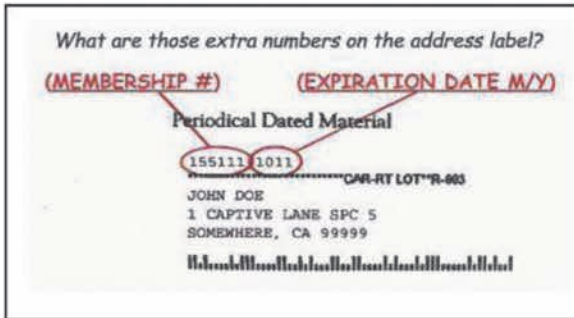 What are those extra numbers on the address label?
(MEMBERSHIP #) (EXPIRATION DATE M/Y)
Periodical Dated Material
155111 1011
CAR-RT LOT**R-003
JOHN DOE
1 CAPTIVE LANE SPC 5
SOMEWHERE, CA 99999